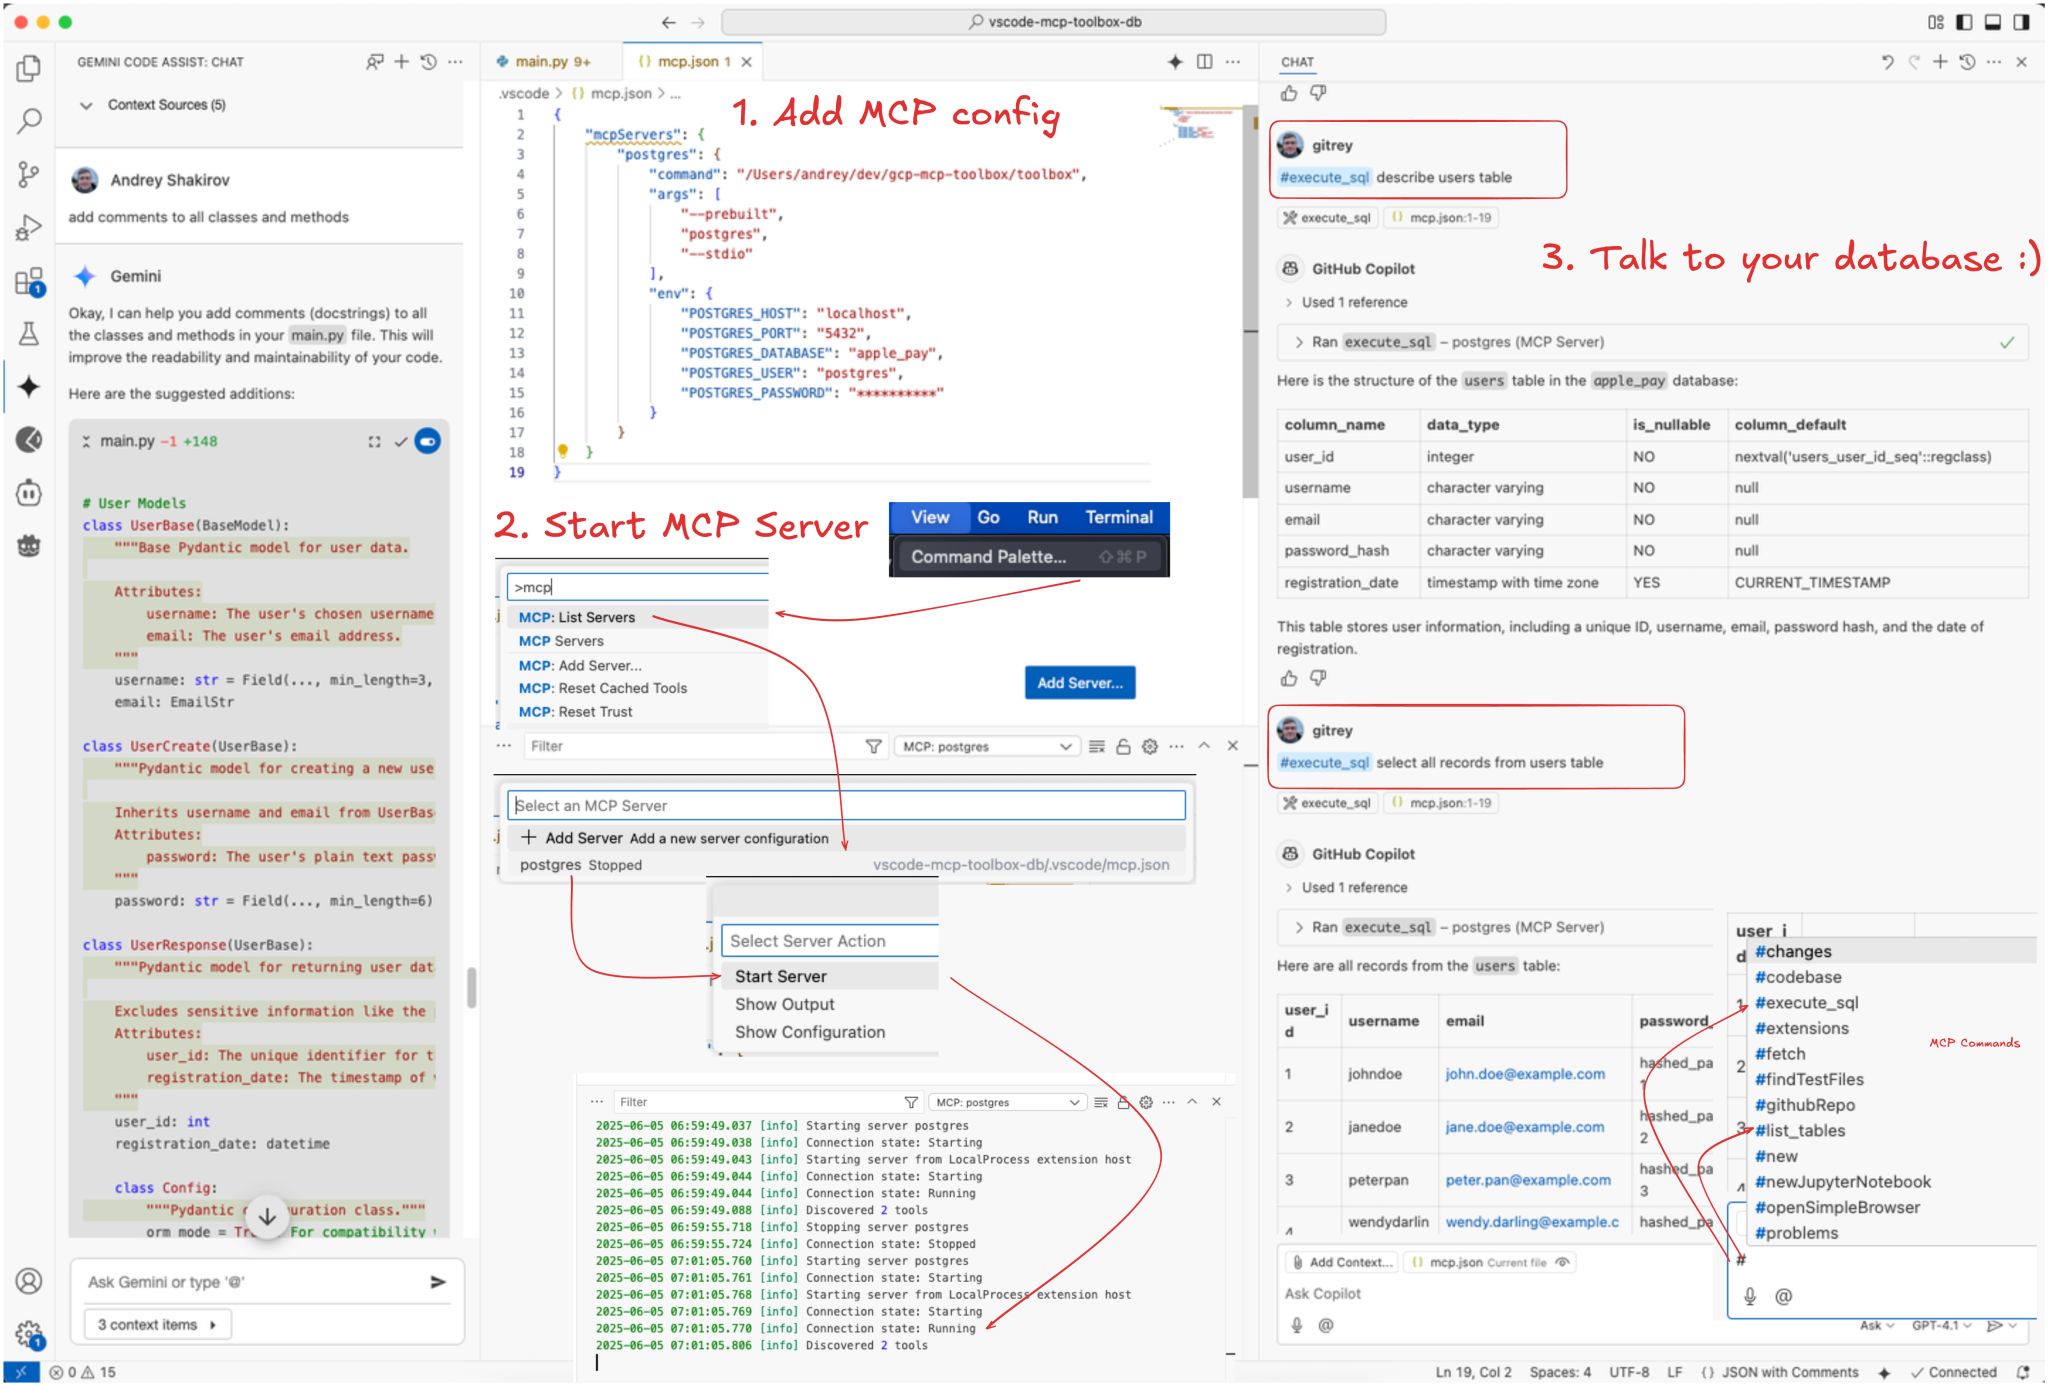 vscode-mcp-toolbox-db
GEMINI CODE ASSIST: CHAT
Context Sources (5)
Andrey Shakirov
add comments to all classes and methods
Gemini
Okay, I can help you add comments (docstrings) to all
the classes and methods in your main.py file. This will
improve the readability and maintainability of your code.
Here are the suggested additions:
main.py -1 +148
# User Models
class UserBase(BaseModel):
"""Base Pydantic model for user data.
Attributes:
username: The user's chosen username
email: The user's email address.
"""
username: str = Field(..., min_length=3,
email: EmailStr
class UserCreate(UserBase):
"""Pydantic model for creating a new use
Inherits username and email from UserBas
Attributes:
password: The user's plain text pass
"""
password: str = Field(..., min_length=6)
class UserResponse(UserBase):
"""Pydantic model for returning user dat
Excludes sensitive information like the
Attributes:
user_id: The unique identifier for t
registration_date: The timestamp of
"""
user_id: int
registration_date: datetime
class Config:
"""Pydantic class."""
orm_mode = For compatibility
Ask Gemini or type '@'
3 context items
main.py 9+
mcp.json 1
.vscode > {} mcp.json > ...
1. Add MCP config
1 {
2 "mcpServers": {
3 "postgres": {
4 "command": "/Users/andrey/dev/gcp-mcp-toolbox/toolbox",
5 "args": [
6 "--prebuilt",
7 "postgres",
8 "--stdio"
9 ],
10 "env": {
11 "POSTGRES_HOST": "localhost",
12 "POSTGRES_PORT": "5432",
13 "POSTGRES_DATABASE": "apple_pay",
14 "POSTGRES_USER": "postgres",
15 "POSTGRES_PASSWORD": "**********"
16 }
17 }
18 }
19 }
2. Start MCP Server
View Go Run Terminal
Command Palette... ⇧⌘P
>mcp
MCP: List Servers
MCP Servers
MCP: Add Server...
MCP: Reset Cached Tools
MCP: Reset Trust
Add Server...
Filter
MCP: postgres
Select an MCP Server
+ Add Server Add a new server configuration
postgres Stopped vscode-mcp-toolbox-db/.vscode/mcp.json
Select Server Action
Start Server
Show Output
Show Configuration
Filter
MCP: postgres
2025-06-05 06:59:49.037 [info] Starting server postgres
2025-06-05 06:59:49.038 [info] Connection state: Starting
2025-06-05 06:59:49.043 [info] Starting server from LocalProcess extension host
2025-06-05 06:59:49.044 [info] Connection state: Starting
2025-06-05 06:59:49.044 [info] Connection state: Running
2025-06-05 06:59:49.088 [info] Discovered 2 tools
2025-06-05 06:59:55.718 [info] Stopping server postgres
2025-06-05 06:59:55.724 [info] Connection state: Stopped
2025-06-05 07:01:05.760 [info] Starting server postgres
2025-06-05 07:01:05.761 [info] Connection state: Starting
2025-06-05 07:01:05.768 [info] Starting server from LocalProcess extension host
2025-06-05 07:01:05.769 [info] Connection state: Starting
2025-06-05 07:01:05.770 [info] Connection state: Running
2025-06-05 07:01:05.806 [info] Discovered 2 tools
CHAT
gitrey
#execute_sql describe users table
execute_sql {} mcp.json:1-19
3. Talk to your database :)
GitHub Copilot
Used 1 reference
Ran execute_sql – postgres (MCP Server)
Here is the structure of the users table in the apple_pay database:
column_name data_type is_nullable column_default
user_id integer NO nextval('users_user_id_seq'::regclass)
username character varying NO null
email character varying NO null
password_hash character varying NO null
registration_date timestamp with time zone YES CURRENT_TIMESTAMP
This table stores user information, including a unique ID, username, email, password hash, and the date of
registration.
gitrey
#execute_sql select all records from users table
execute_sql {} mcp.json:1-19
GitHub Copilot
Used 1 reference
Ran execute_sql – postgres (MCP Server)
Here are all records from the users table:
user_i
d username email password_
1 johndoe john.doe@example.com hashed_pa
2 janedoe jane.doe@example.com hashed_pa
2
3 peterpan peter.pan@example.com hashed_pa
3
4 wendydarlin wendy.darling@example.c hashed_pa
user_i
d
#changes
#codebase
#execute_sql
#extensions
#fetch
#findTestFiles
#githubRepo
#list_tables
#new
#newJupyterNotebook
#openSimpleBrowser
#problems
MCP Commands
#
@
Add Context... {} mcp.json Current file
Ask Copilot
@
Ask GPT-4.1
0 15
Ln 19, Col 2 Spaces: 4 UTF-8 LF {} JSON with Comments Connected